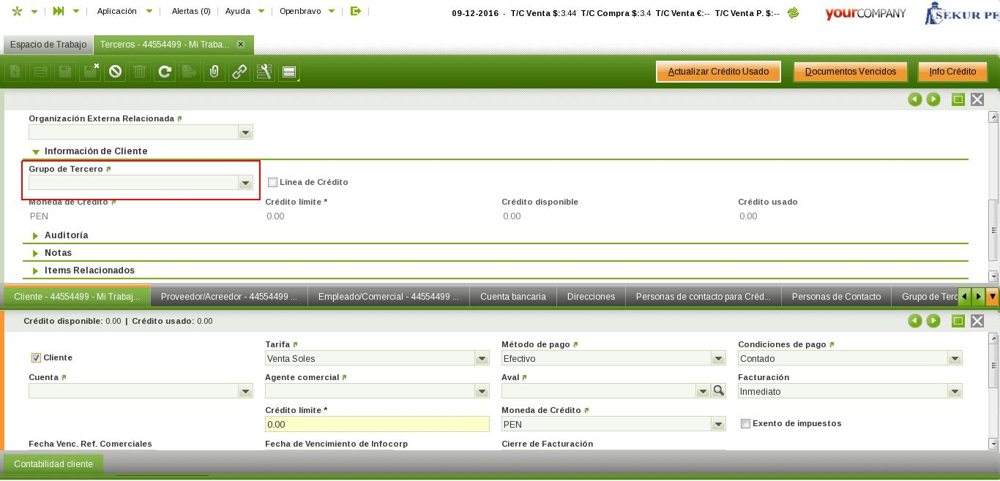 Aplicación Alertas (0) Ayuda Openbravo 09-12-2016 - T/C Venta $:3.44 T/C Compra $:3.4 T/C Venta €:-- T/C Venta P. $:-- yourCOMPANY SEKUR PE
Espacio de Trabajo Terceros - 44554499 - Mi Traba...
Actualizar Crédito Usado Documentos Vencidos Info Crédito
Organización Externa Relacionada
Información de Cliente
Grupo de Tercero
Línea de Crédito
Moneda de Crédito Crédito límite * Crédito disponible Crédito usado
PEN 0.00 0.00 0.00
Auditoría
Notas
Items Relacionados
Cliente - 44554499 - Mi Trabaj... Proveedor/Acreedor - 44554499 ... Empleado/Comercial - 44554499 ... Cuenta bancaria Direcciones Personas de contacto para Créd... Personas de Contacto Grupo de Terc
Crédito disponible: 0.00 | Crédito usado: 0.00
Tarifa Método de pago Condiciones de pago
Cliente Venta Soles Efectivo Contado
Cuenta Agente comercial Aval Facturación
Inmediato
Crédito límite * Moneda de Crédito
0.00 PEN Exento de impuestos
Fecha Venc. Ref. Comerciales Fecha de Vencimiento de Infocorp Cierre de Facturación
Contabilidad cliente